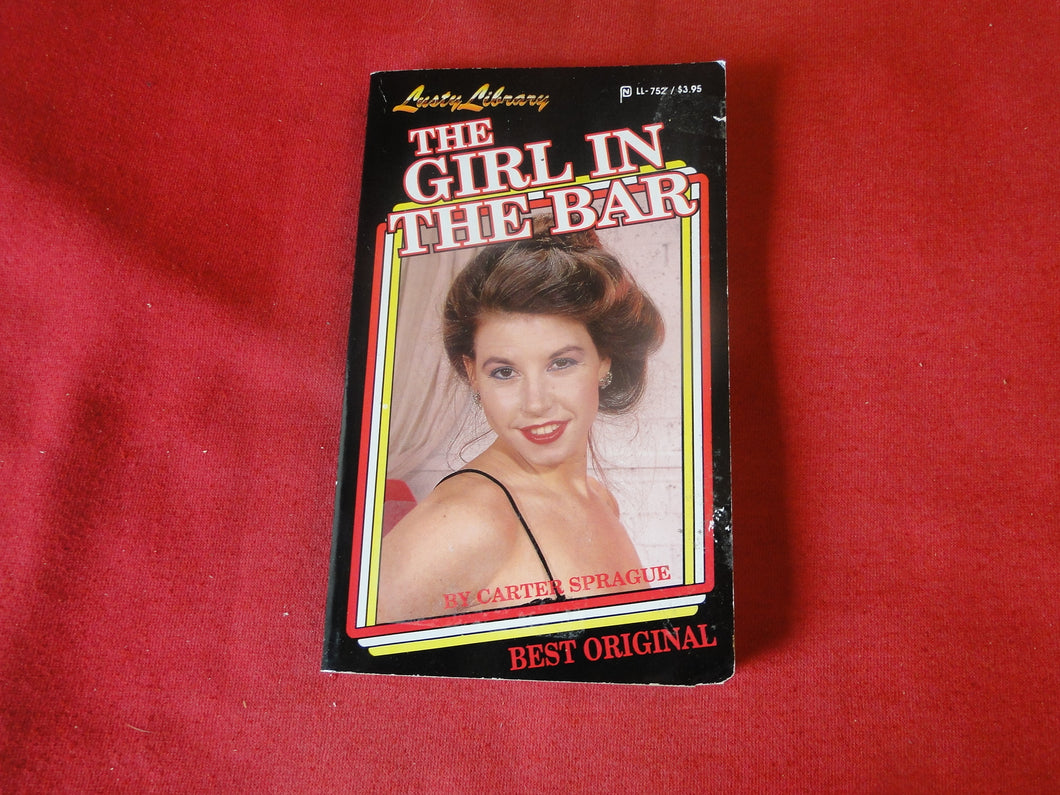 Lusty Library
N LL-752 / $3.95
THE
GIRL IN
THE BAR
BY CARTER SPRAGUE
BEST ORIGINAL